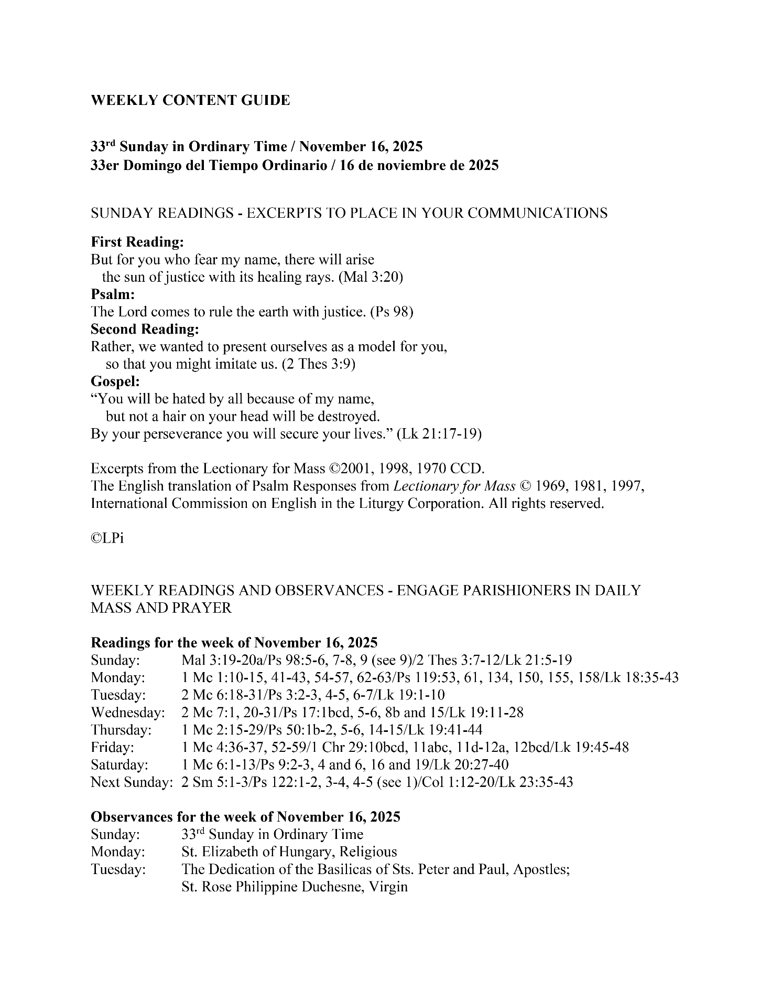 WEEKLY CONTENT GUIDE
33rd Sunday in Ordinary Time / November 16, 2025
33er Domingo del Tiempo Ordinario / 16 de noviembre de 2025
SUNDAY READINGS - EXCERPTS TO PLACE IN YOUR COMMUNICATIONS
First Reading:
But for you who fear my name, there will arise
the sun of justice with its healing rays. (Mal 3:20)
Psalm:
The Lord comes to rule the earth with justice. (Ps 98)
Second Reading:
Rather, we wanted to present ourselves as a model for you,
so that you might imitate us. (2 Thes 3:9)
Gospel:
“You will be hated by all because of my name,
but not a hair on your head will be destroyed.
By your perseverance you will secure your lives.” (Lk 21:17-19)
Excerpts from the Lectionary for Mass ©2001, 1998, 1970 CCD.
The English translation of Psalm Responses from Lectionary for Mass © 1969, 1981, 1997,
International Commission on English in the Liturgy Corporation. All rights reserved.
©LPi
WEEKLY READINGS AND OBSERVANCES - ENGAGE PARISHIONERS IN DAILY
MASS AND PRAYER
Readings for the week of November 16, 2025
Sunday: Mal 3:19-20a/Ps 98:5-6, 7-8, 9 (see 9)/2 Thes 3:7-12/Lk 21:5-19
Monday: 1 Mc 1:10-15, 41-43, 54-57, 62-63/Ps 119:53, 61, 134, 150, 155, 158/Lk 18:35-43
Tuesday: 2 Mc 6:18-31/Ps 3:2-3, 4-5, 6-7/Lk 19:1-10
Wednesday: 2 Mc 7:1, 20-31/Ps 17:1bcd, 5-6, 8b and 15/Lk 19:11-28
Thursday: 1 Mc 2:15-29/Ps 50:1b-2, 5-6, 14-15/Lk 19:41-44
Friday: 1 Mc 4:36-37, 52-59/1 Chr 29:10bcd, 11abc, 11d-12a, 12bcd/Lk 19:45-48
Saturday: 1 Mc 6:1-13/Ps 9:2-3, 4 and 6, 16 and 19/Lk 20:27-40
Next Sunday: 2 Sm 5:1-3/Ps 122:1-2, 3-4, 4-5 (see 1)/Col 1:12-20/Lk 23:35-43
Observances for the week of November 16, 2025
Sunday: 33rd Sunday in Ordinary Time
Monday: St. Elizabeth of Hungary, Religious
Tuesday: The Dedication of the Basilicas of Sts. Peter and Paul, Apostles;
St. Rose Philippine Duchesne, Virgin